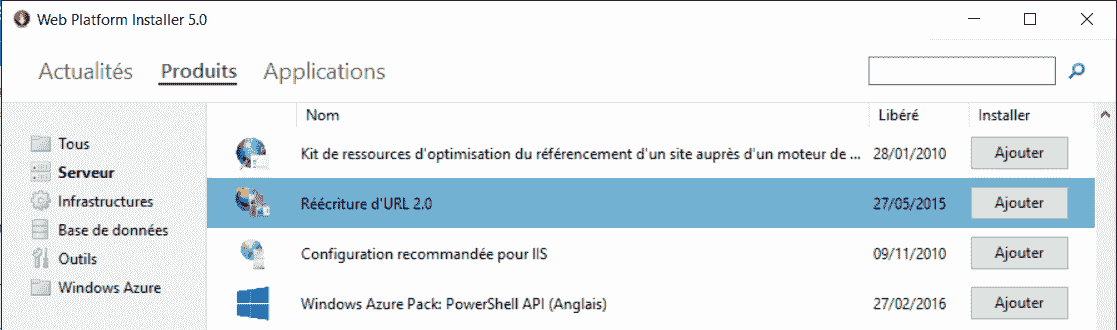 Web Platform Installer 5.0
Actualités Produits Applications
Nom Libéré Installer
Tous
Serveur
Infrastructures
Base de données
Outils
Windows Azure
Kit de ressources d'optimisation du référencement d'un site auprès d'un moteur de ... 28/01/2010 Ajouter
Réécriture d'URL 2.0 27/05/2015 Ajouter
Configuration recommandée pour IIS 09/11/2010 Ajouter
Windows Azure Pack: PowerShell API (Anglais) 27/02/2016 Ajouter